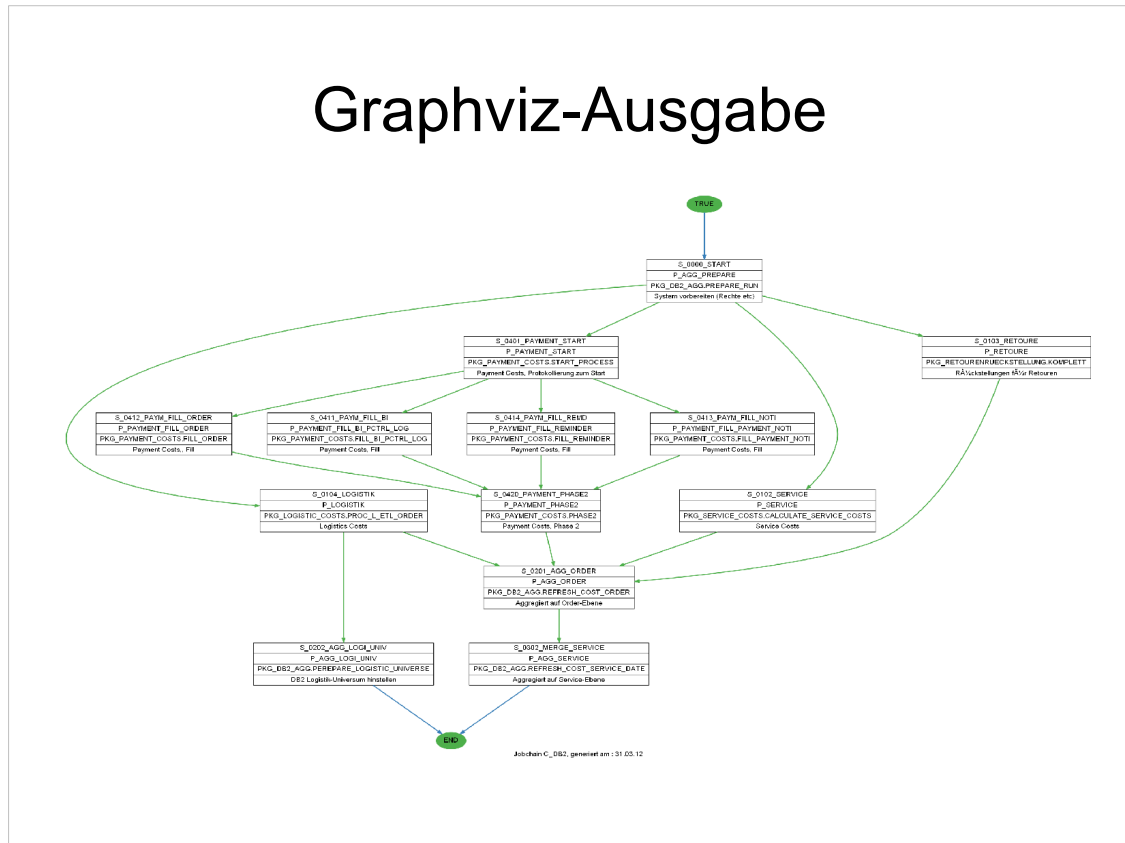 Graphviz-Ausgabe
TRUE
S_0000_START
P_AGG_PREPARE
PKG_DB2_AGG.PREPARE_RUN
System vorbereiten (Rechte etc)
S_0401_PAYMENT_START
P_PAYMENT_START
PKG_PAYMENT_COSTS.START_PROCESS
Payment Costs, Protokollierung zum Start
S_0103_RETOURE
P_RETOURE
PKG_RETOURENRUECKSTELLUNG.KOMPLETT
RÃ¼ckstellungen fÃ¼r Retouren
S_0412_PAYM_FILL_ORDER
P_PAYMENT_FILL_ORDER
PKG_PAYMENT_COSTS.FILL_ORDER
Payment Costs, Fill
S_0411_PAYM_FILL_BI
P_PAYMENT_FILL_BI_PCTRL_LOG
PKG_PAYMENT_COSTS.FILL_BI_PCTRL_LOG
Payment Costs, Fill
S_0414_PAYM_FILL_REMD
P_PAYMENT_FILL_REMINDER
PKG_PAYMENT_COSTS.FILL_REMINDER
Payment Costs, Fill
S_0413_PAYM_FILL_NOTI
P_PAYMENT_FILL_PAYMENT_NOTI
PKG_PAYMENT_COSTS.FILL_PAYMENT_NOTI
Payment Costs, Fill
S_0104_LOGISTIK
P_LOGISTIK
PKG_LOGISTIC_COSTS.PROC_L_ETL_ORDER
Logistics Costs
S_0420_PAYMENT_PHASE2
P_PAYMENT_PHASE2
PKG_PAYMENT_COSTS.PHASE2
Payment Costs, Phase 2
S_0102_SERVICE
P_SERVICE
PKG_SERVICE_COSTS.CALCULATE_SERVICE_COSTS
Service Costs
S_0201_AGG_ORDER
P_AGG_ORDER
PKG_DB2_AGG.REFRESH_COST_ORDER
Aggregiert auf Order-Ebene
S_0202_AGG_LOGI_UNIV
P_AGG_LOGI_UNIV
PKG_DB2_AGG.PEREPARE_LOGISTIC_UNIVERSE
DB2 Logistik-Universum hinstellen
S_0302_MERGE_SERVICE
P_AGG_SERVICE
PKG_DB2_AGG.REFRESH_COST_SERVICE_DATE
Aggregiert auf Service-Ebene
END
Jobchain C_DB2, generiert am : 31.03.12